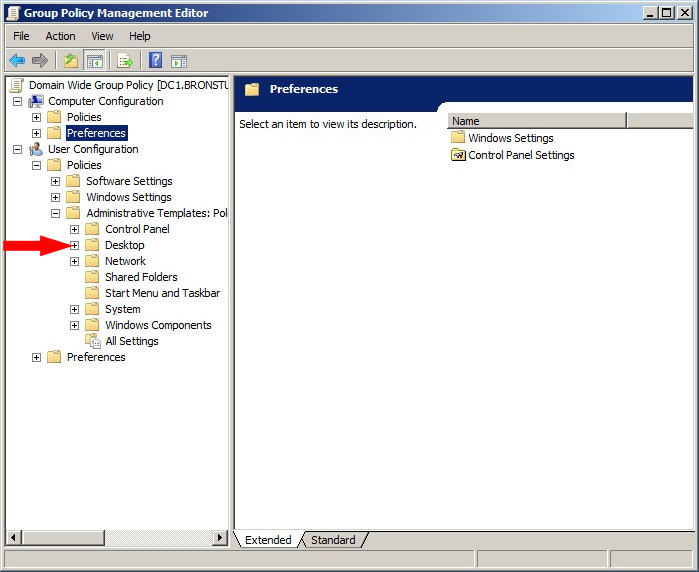 Group Policy Management Editor
File Action View Help
Domain Wide Group Policy [DC1.BRONSTU
Computer Configuration
Policies
Preferences
User Configuration
Policies
Software Settings
Windows Settings
Administrative Templates: Pol
Control Panel
Desktop
Network
Shared Folders
Start Menu and Taskbar
System
Windows Components
All Settings
Preferences
Preferences
Select an item to view its description.
Name
Windows Settings
Control Panel Settings
Extended Standard